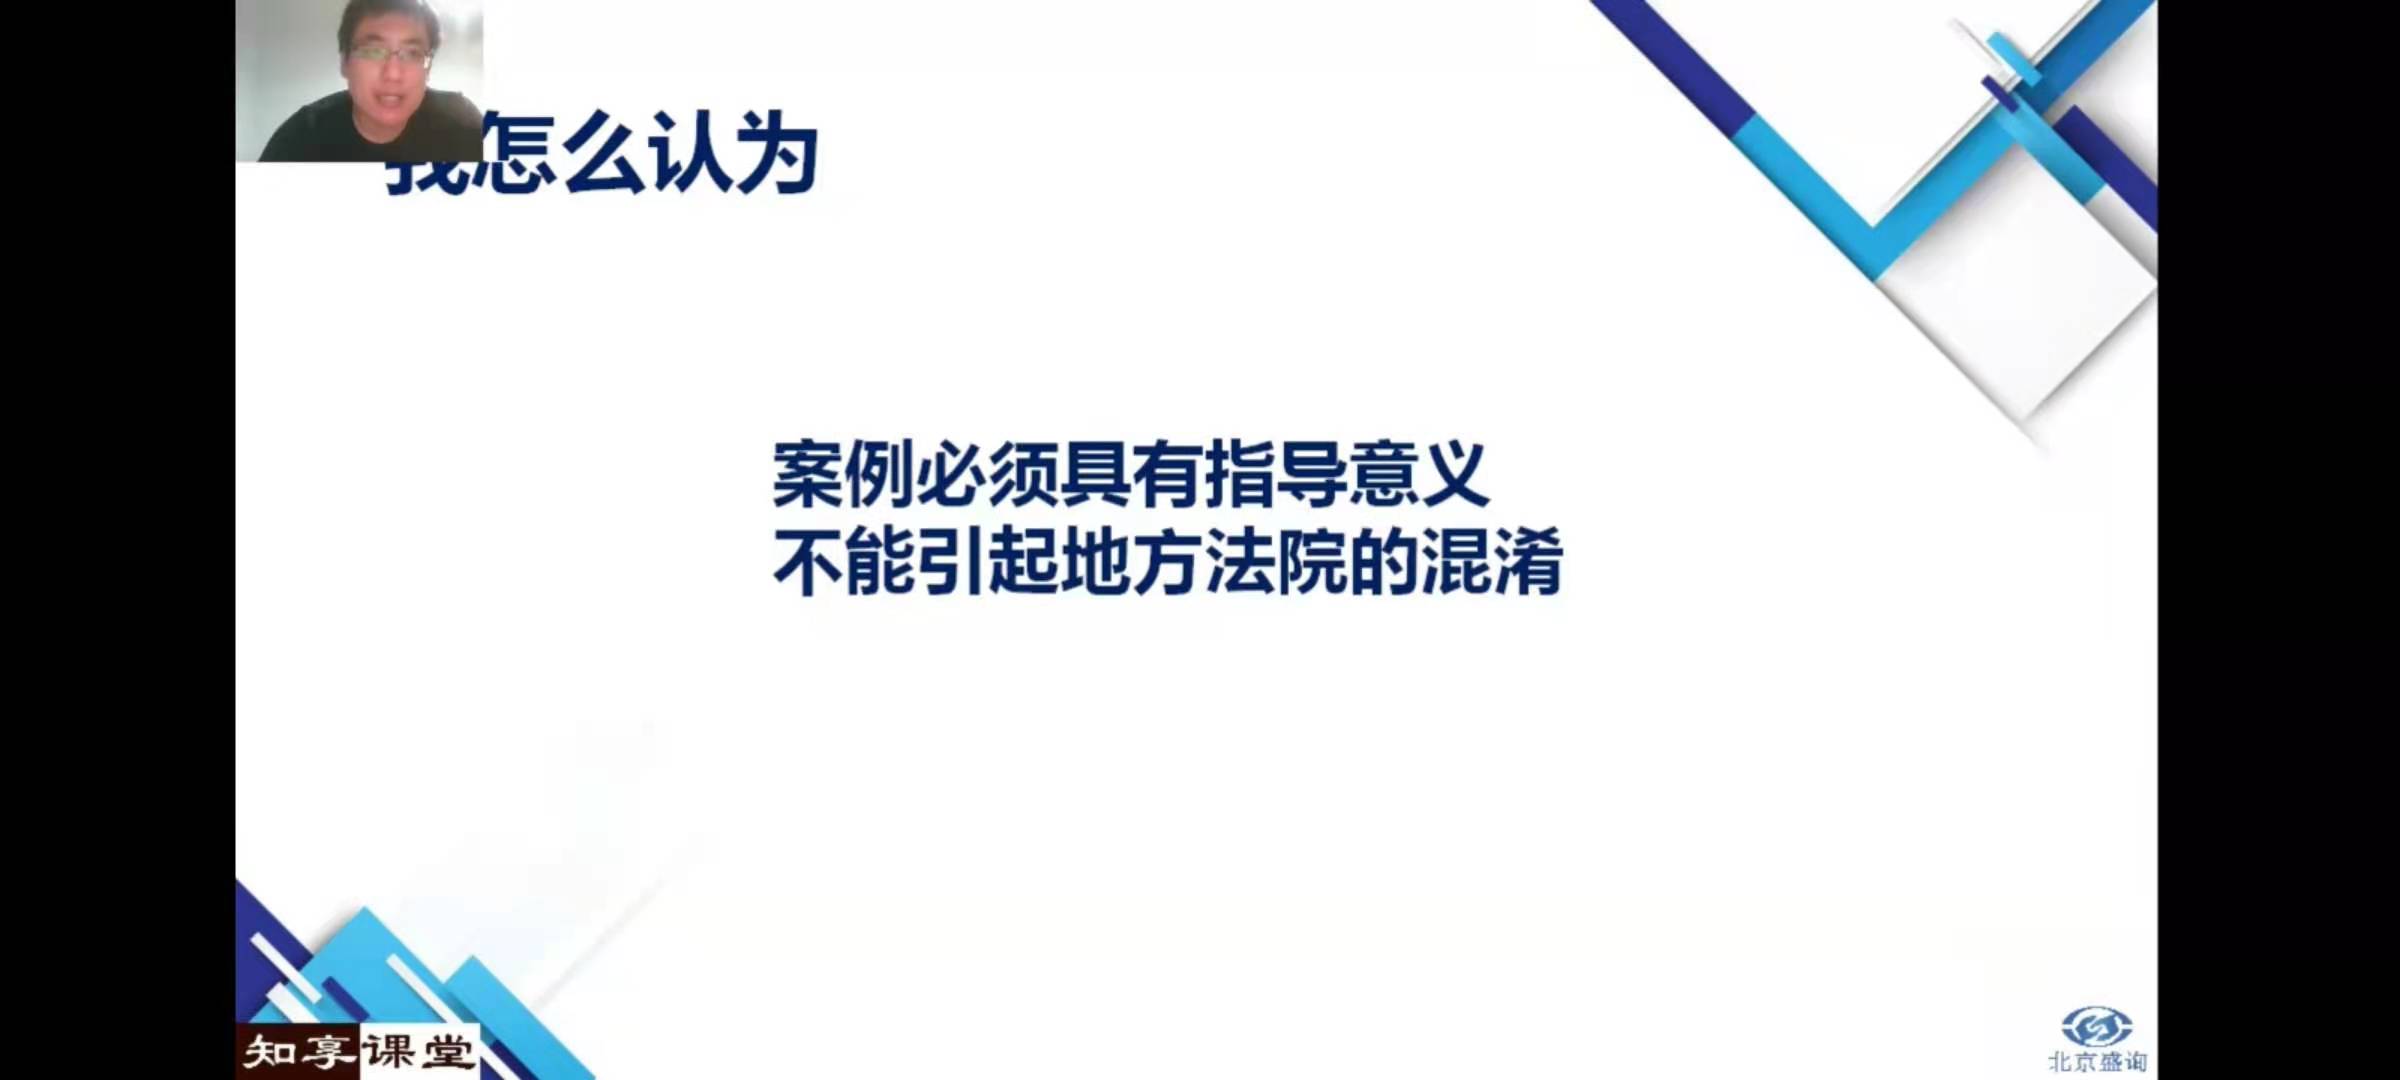 我怎么认为
案例必须具有指导意义
不能引起地方法院的混淆
知享课堂
北京盛询